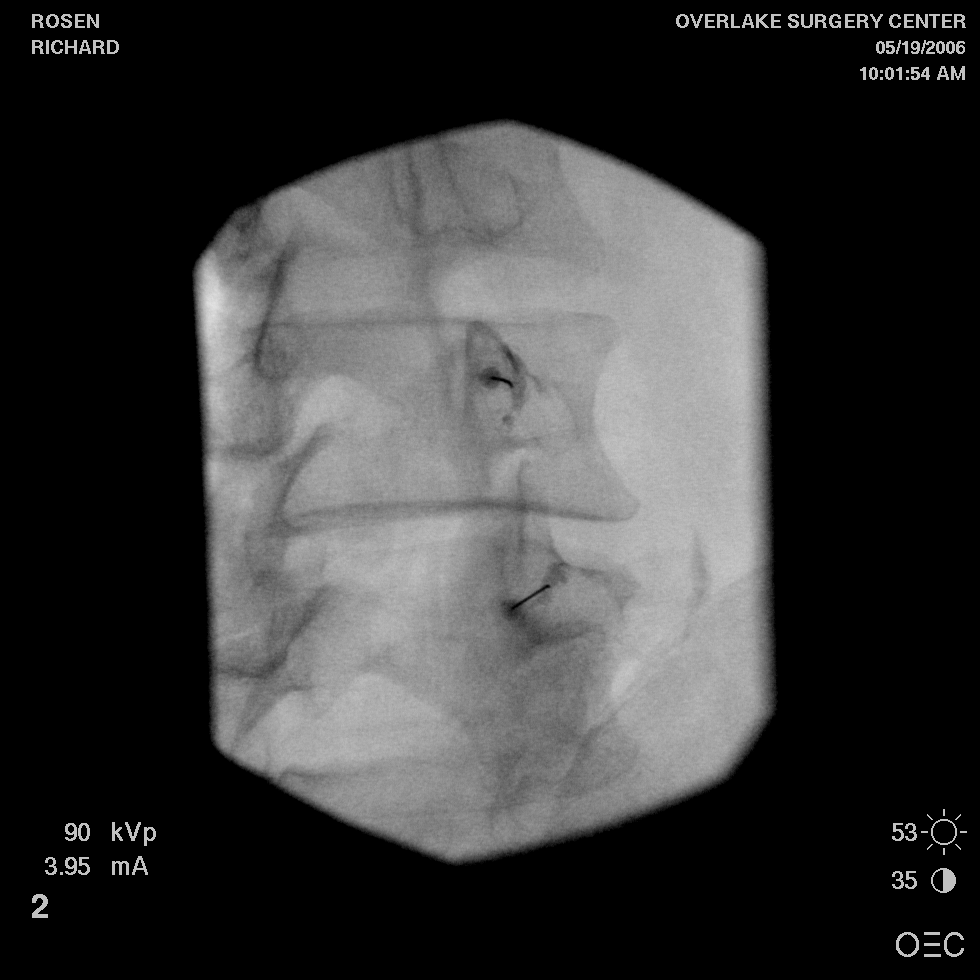 ROSEN
RICHARD
OVERLAKE SURGERY CENTER
05/19/2006
10:01:54 AM
90 kVp
3.95 mA
2
53
35
OEC